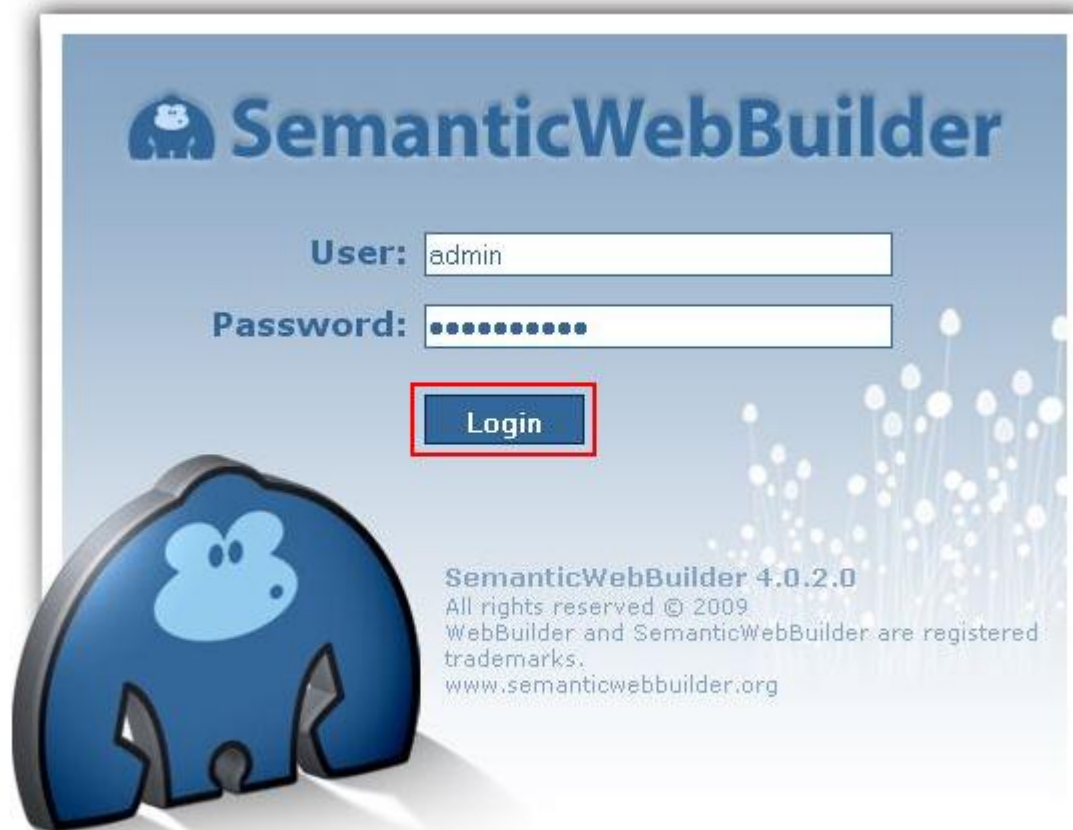 SemanticWebBuilder
User: admin
Password: ●●●●●●●●●●
Login
SemanticWebBuilder 4.0.2.0
All rights reserved © 2009
WebBuilder and SemanticWebBuilder are registered
trademarks.
www.semanticwebbuilder.org